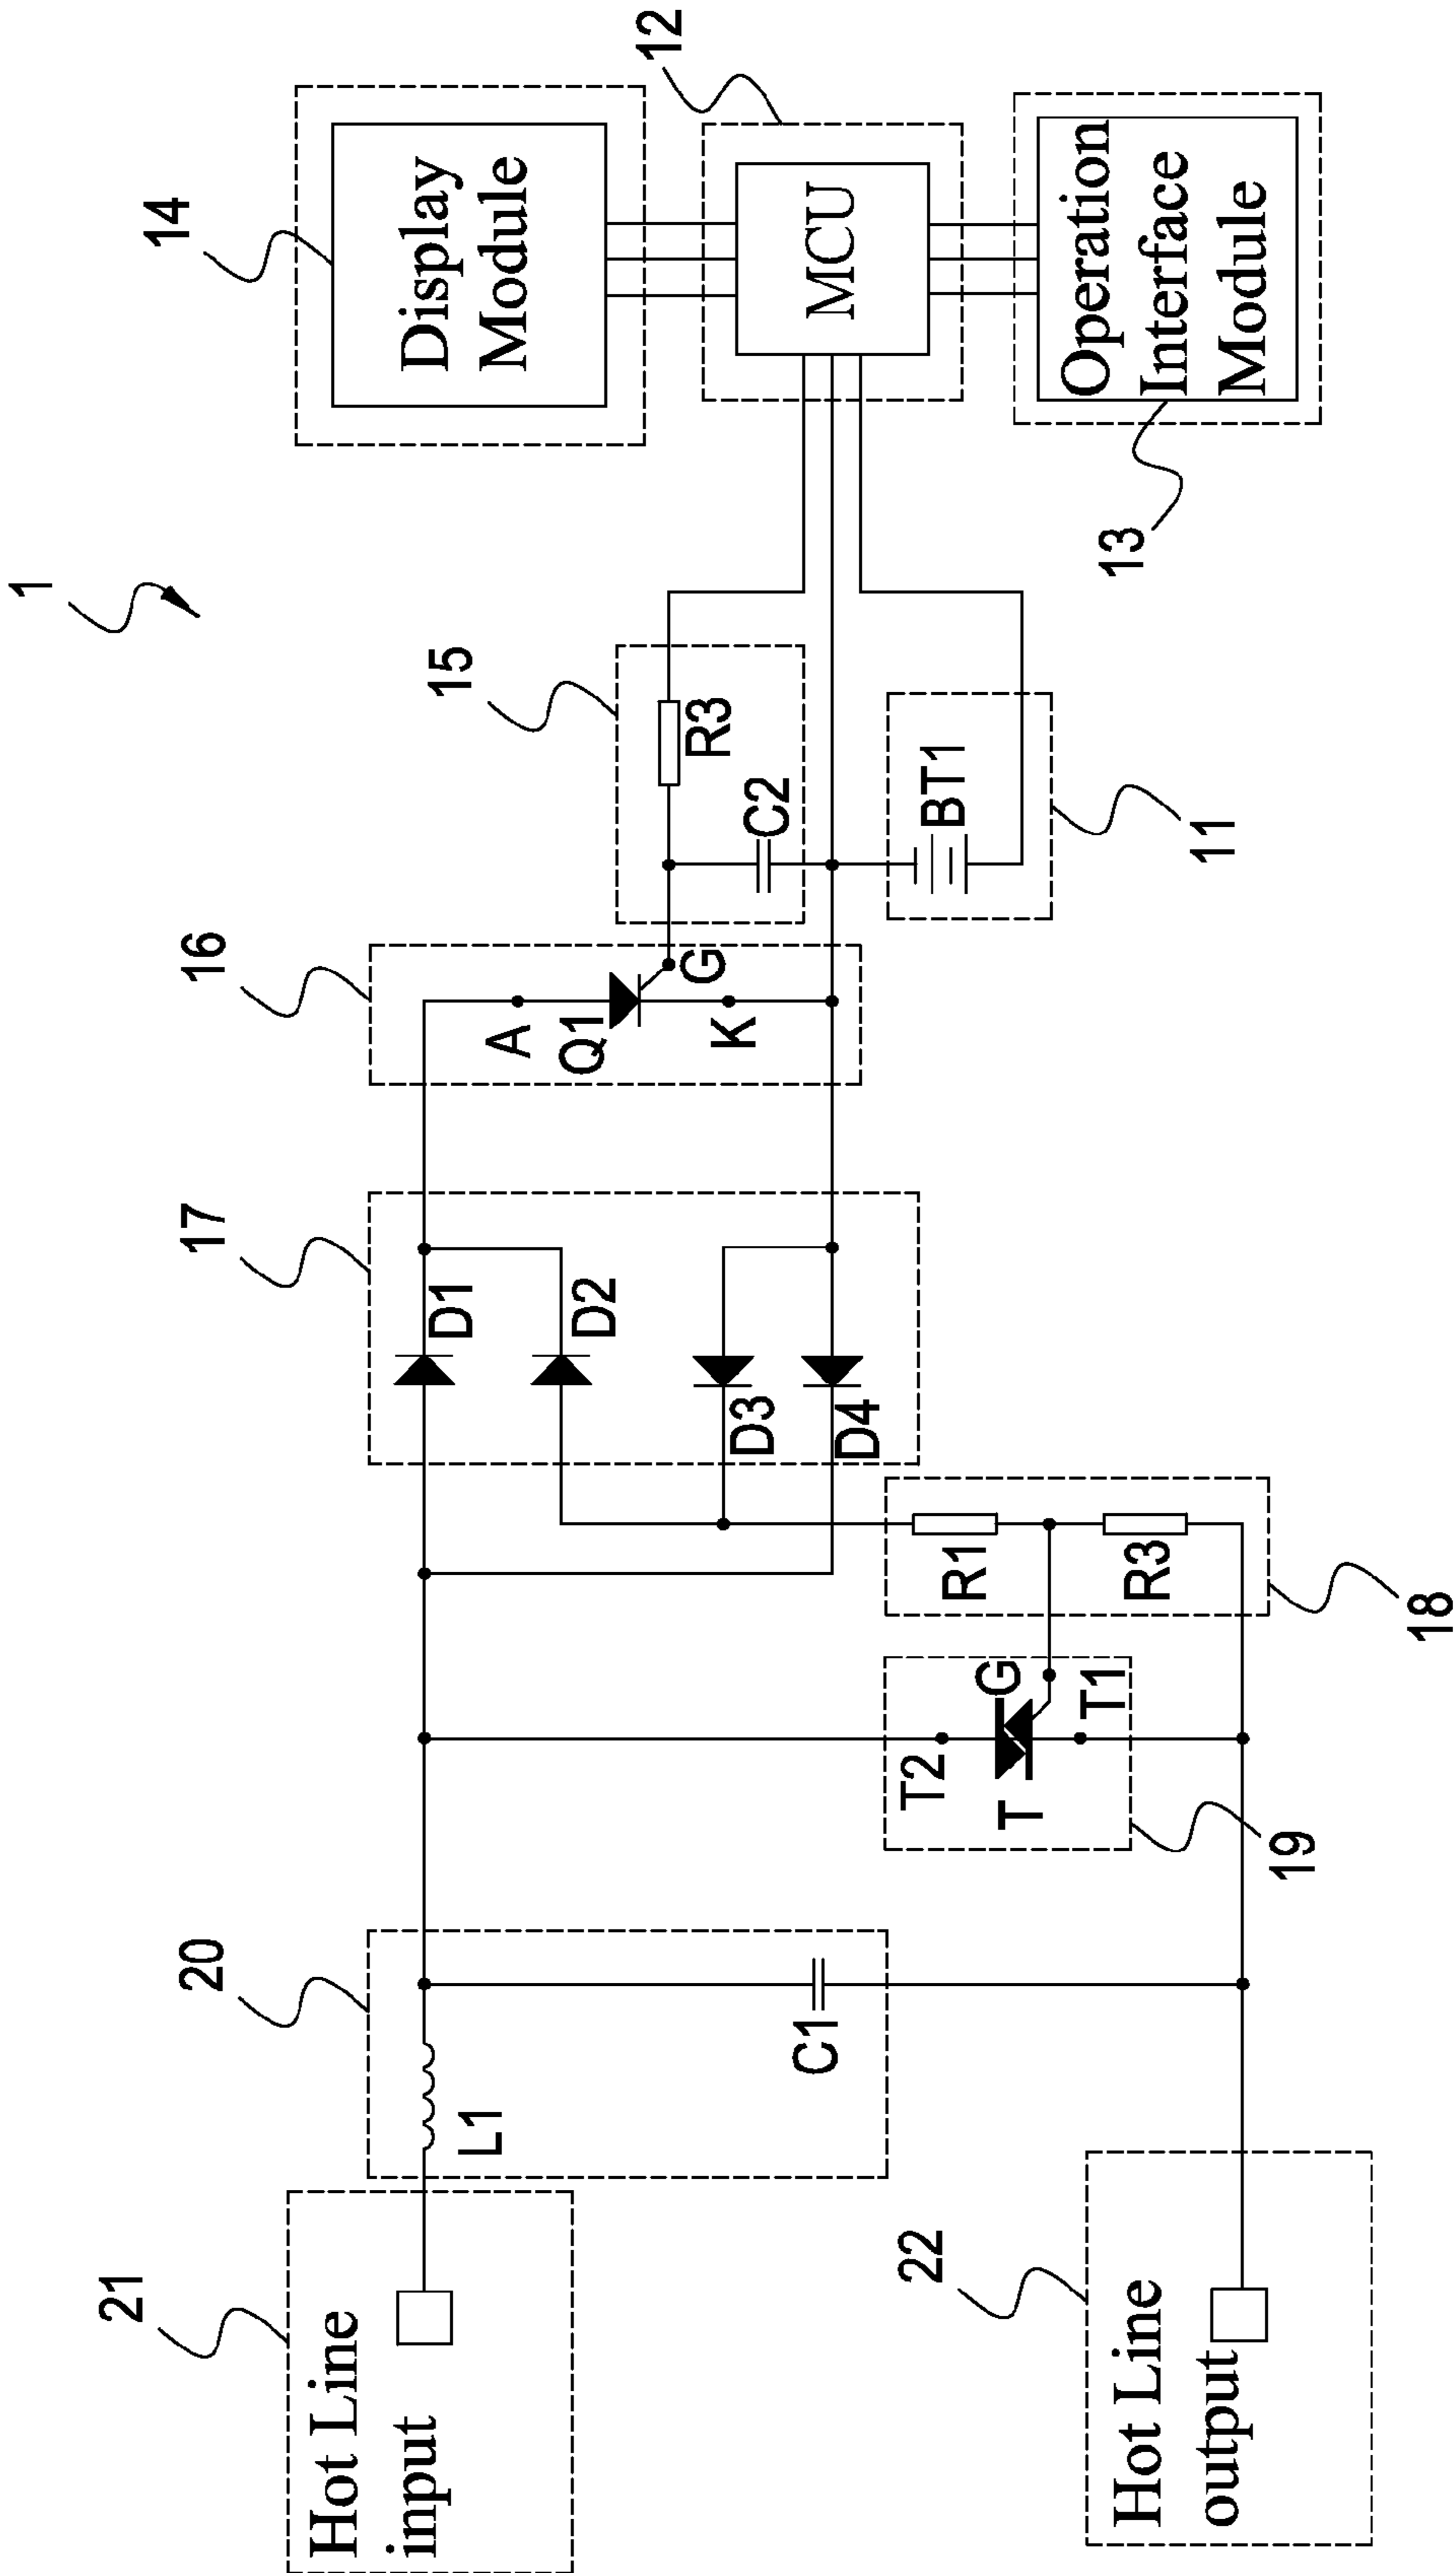 1
21
Hot Line
input
20
L1
C1
22
Hot Line
output
19
T2
T
G
T1
18
R1
R3
17
D1
D2
D3
D4
16
A
Q1
G
K
15
R3
C2
BT1
11
14
Display
Module
12
MCU
13
Operation
Interface
Module